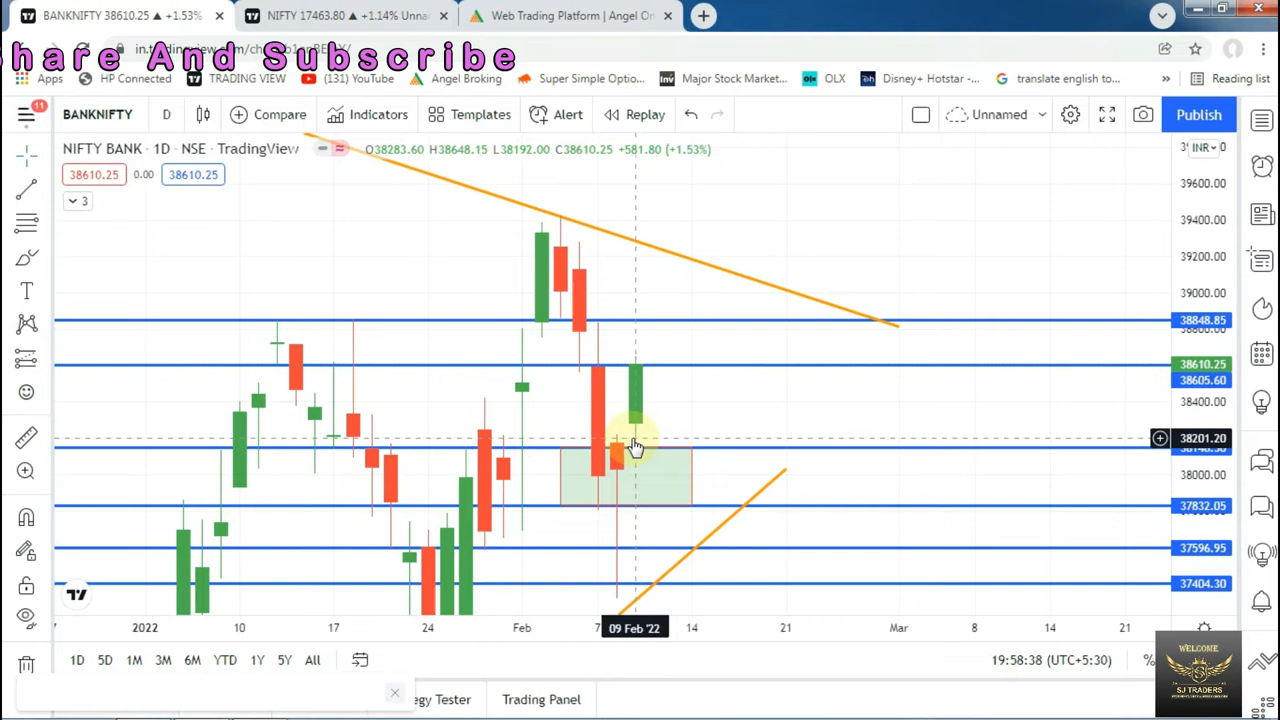 BANKNIFTY 38610.25 ▲ +1.53%
NIFTY 17463.80 ▲ +1.14% Unna
Web Trading Platform | Angel On
Share And Subscribe
Apps
HP Connected
TRADING VIEW
(131) YouTube
Angel Broking
Super Simple Optio...
Major Stock Market...
OLX
Disney+ Hotstar -...
translate english to...
Reading list
11
BANKNIFTY
D
Compare
Indicators
Templates
Alert
Replay
Unnamed
Publish
NIFTY BANK · 1D · NSE · TradingView
O38283.60 H38648.15 L38192.00 C38610.25 +581.80 (+1.53%)
INR
38610.25 0.00 38610.25
3
39600.00
39400.00
39200.00
39000.00
38848.85
38610.25
38605.60
38400.00
38201.20
38000.00
37832.05
37596.95
37404.30
2022 10 24 Feb 7 09 Feb '22 14 21 Mar 8 14 21
1D 5D 1M 3M 6M YTD 1Y 5Y All
19:58:38 (UTC+5:30)
%
egy Tester
Trading Panel
WELCOME
SJ TRADERS